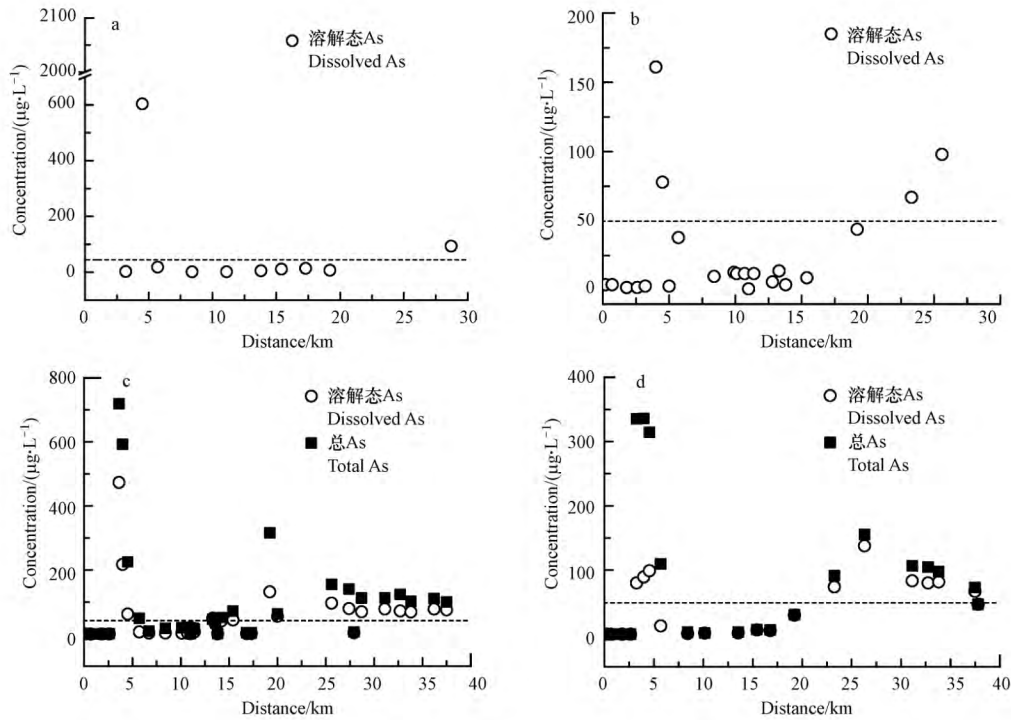 a
溶解态As
Dissolved As
Concentration/(μg·L⁻¹)
2100
2000
600
400
200
0
0 5 10 15 20 25 30
Distance/km
b
溶解态As
Dissolved As
Concentration/(μg·L⁻¹)
200
150
100
50
0
0 5 10 15 20 25 30
Distance/km
c
溶解态As
Dissolved As
总As
Total As
Concentration/(μg·L⁻¹)
800
600
400
200
0
0 5 10 15 20 25 30 35 40
Distance/km
d
溶解态As
Dissolved As
总As
Total As
Concentration/(μg·L⁻¹)
400
300
200
100
0
0 5 10 15 20 25 30 35 40
Distance/km